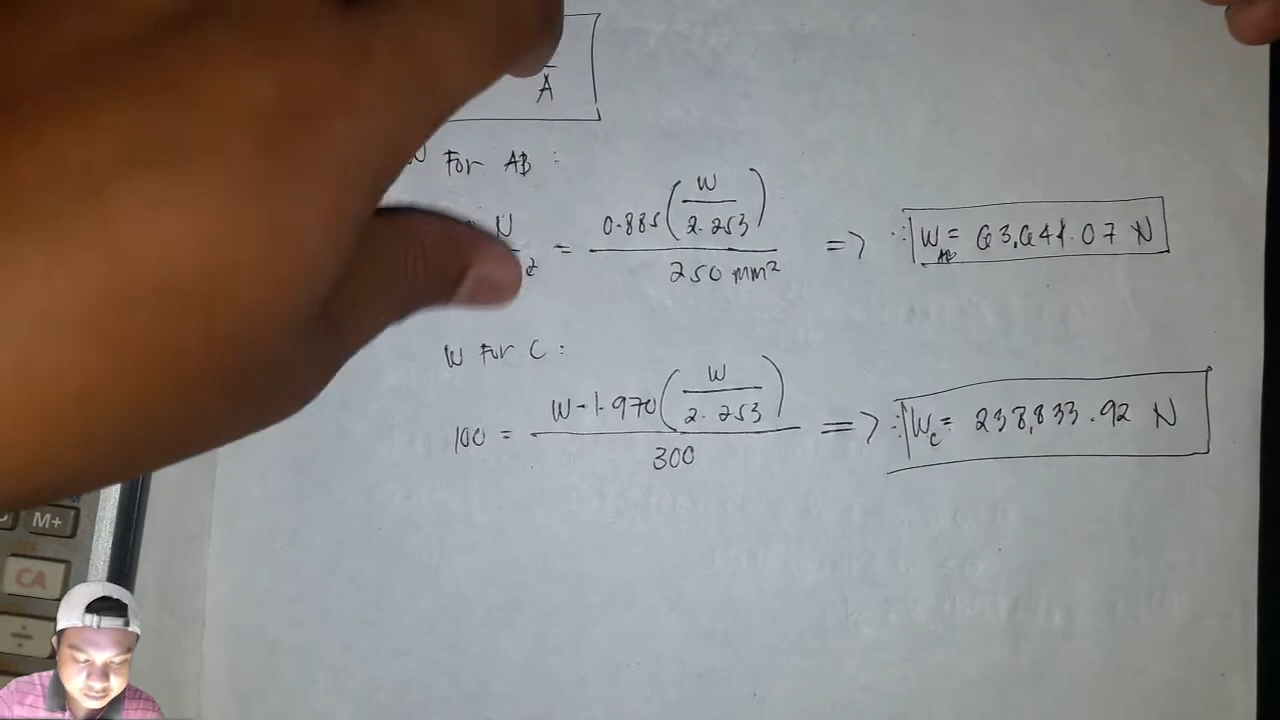 A
For AB :
N = 0.885(W/2.253) / 250 mm² => ∴ W_AB = 63,641.07 N
W For C :
100 = W-1.970(W/2.253) / 300 => ∴ W_C = 238,833.92 N
M+
CA
÷